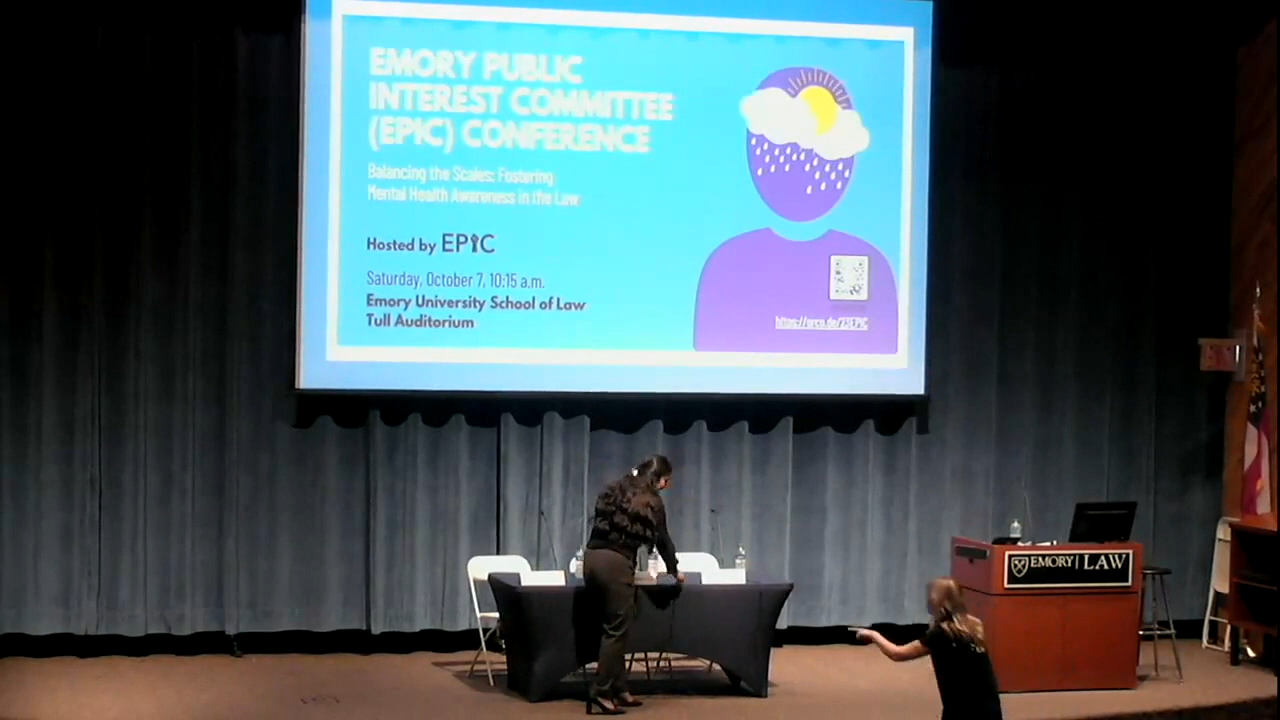 EMORY PUBLIC
INTEREST COMMITTEE
(EPIC) CONFERENCE
Balancing the Scales: Fostering
Mental Health Awareness in the Law
Hosted by EPIC
Saturday, October 7, 10:15 a.m.
Emory University School of Law
Tull Auditorium
EMORY | LAW